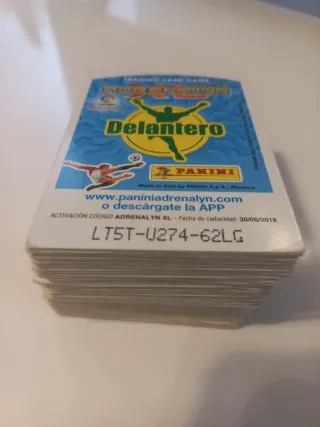 TRADING CARD GAME
Delantero
PANINI
Made in USA by PANINI S.p.A. - Modena
www.paniniadrenalyn.com
o descárgate la APP
ACTIVACIÓN CÓDIGO ADRENALYN XL - Fecha de caducidad: 30/06/2018
LT5T-U274-62LG